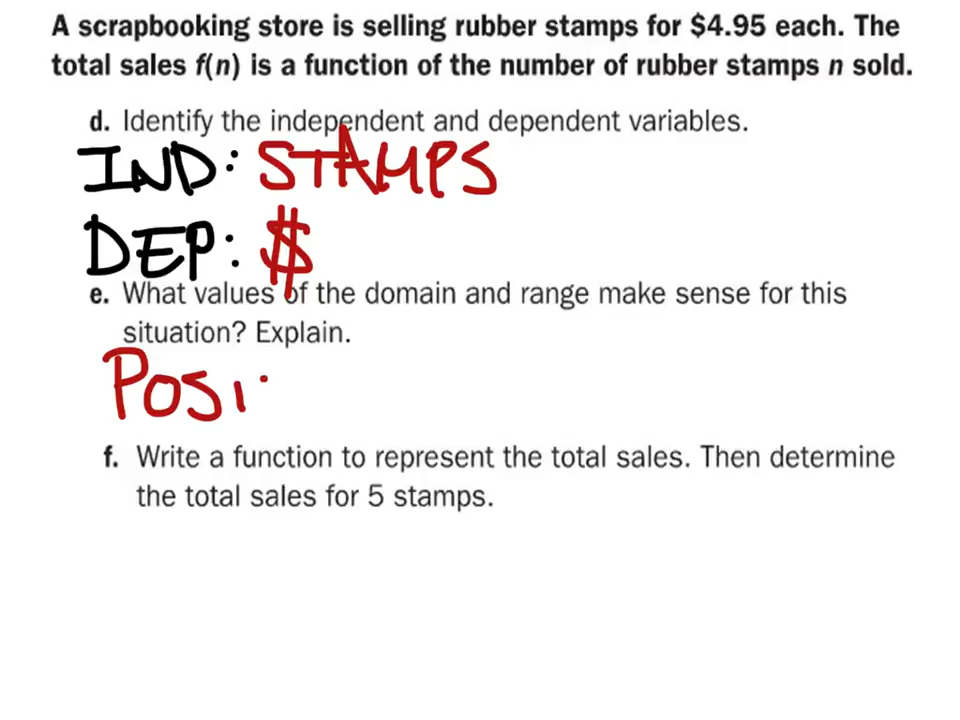 A scrapbooking store is selling rubber stamps for $4.95 each. The
total sales f(n) is a function of the number of rubber stamps n sold.
d. Identify the independent and dependent variables.
IND: STAMPS
DEP: $
e. What values of the domain and range make sense for this
situation? Explain.
POSI
f. Write a function to represent the total sales. Then determine
the total sales for 5 stamps.